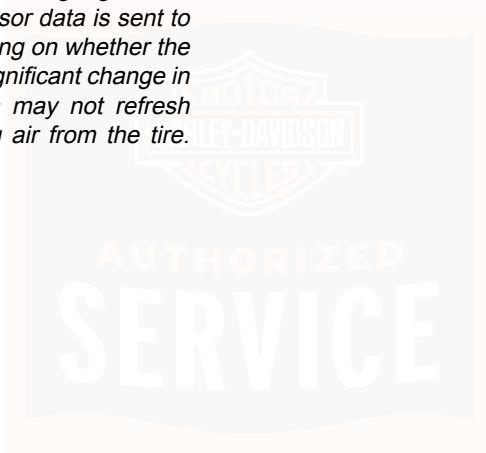 sor data is sent to
ng on whether the
gnificant change in
may not refresh
air from the tire.
MOTOR
HARLEY-DAVIDSON
CYCLES
AUTHORIZED
SERVICE